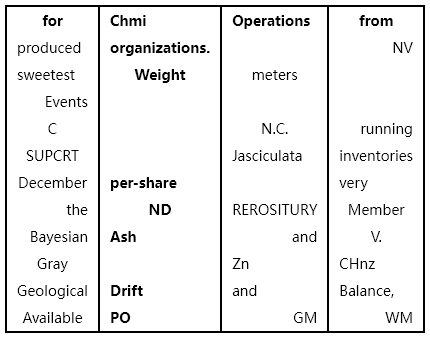 for Chmi Operations from
produced organizations. NV
sweetest Weight meters
Events
C N.C. running
SUPCRT Jasciculata inventories
December per-share very
the ND REROSITURY Member
Bayesian Ash and V.
Gray Zn CHnz
Geological Drift and Balance,
Available PO GM WM